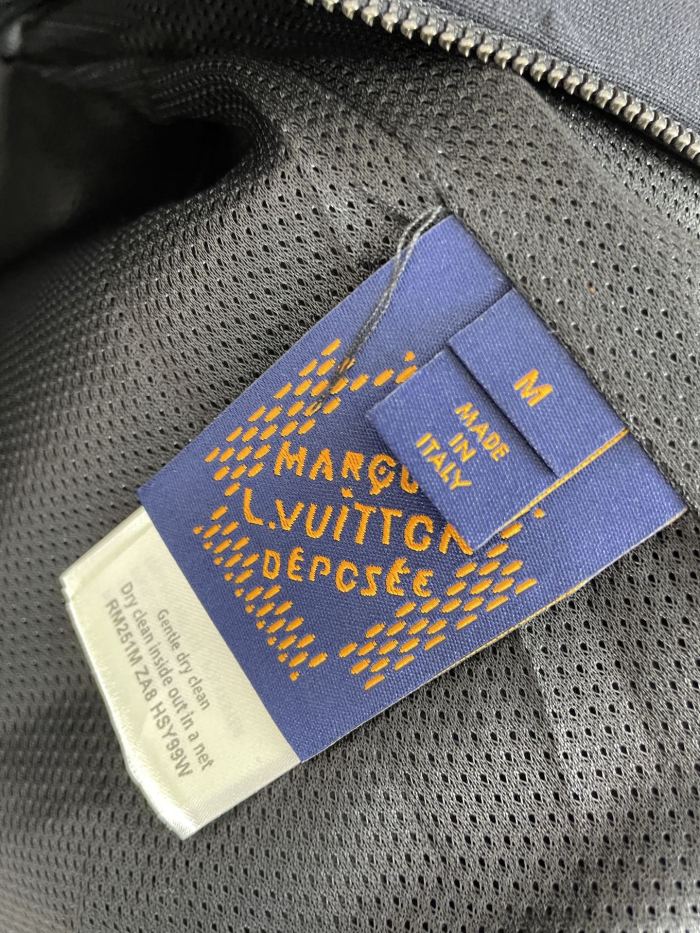 M
MADE
IN
ITALY
L.VUITTON
DÉPOSÉE
Gentle dry clean
Dry clean inside out in a net
RM251M ZA8 HSY99W